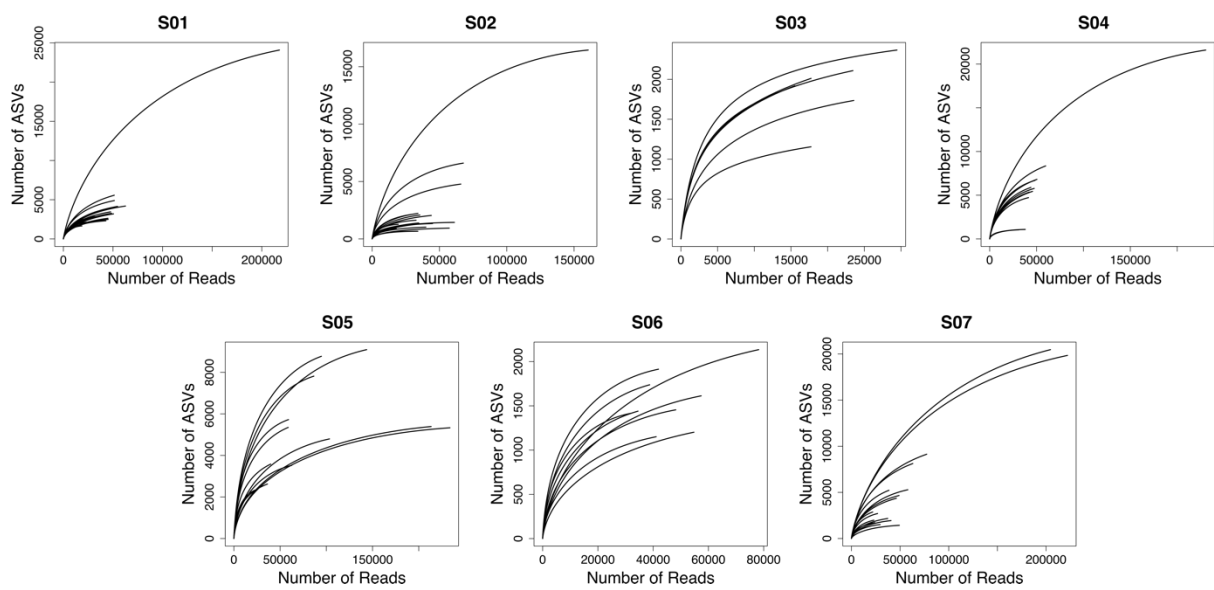 S01
S02
S03
S04
Number of ASVs
0
5000
15000
25000
0
50000
100000
200000
Number of Reads
Number of ASVs
0
5000
10000
15000
0
50000
100000
150000
Number of Reads
Number of ASVs
0
500
1000
1500
2000
0
5000
15000
25000
Number of Reads
Number of ASVs
0
5000
10000
20000
0
50000
150000
Number of Reads
S05
S06
S07
Number of ASVs
0
2000
4000
6000
8000
0
50000
150000
Number of Reads
Number of ASVs
0
500
1000
1500
2000
0
20000
40000
60000
80000
Number of Reads
Number of ASVs
0
5000
10000
15000
20000
0
50000
100000
200000
Number of Reads